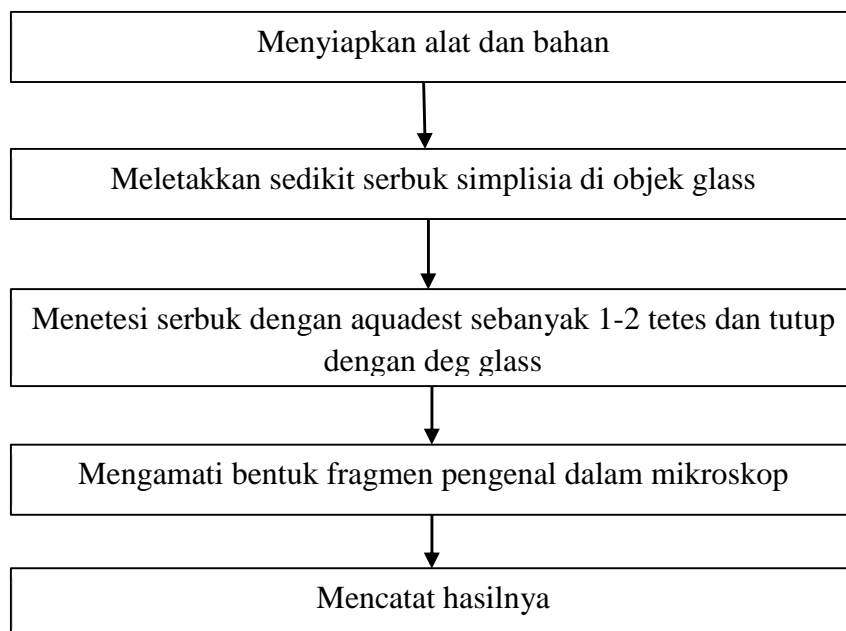 Menyiapkan alat dan bahan
Meletakkan sedikit serbuk simplisia di objek glass
Menetesi serbuk dengan aquadest sebanyak 1-2 tetes dan tutup
dengan deg glass
Mengamati bentuk fragmen pengenal dalam mikroskop
Mencatat hasilnya